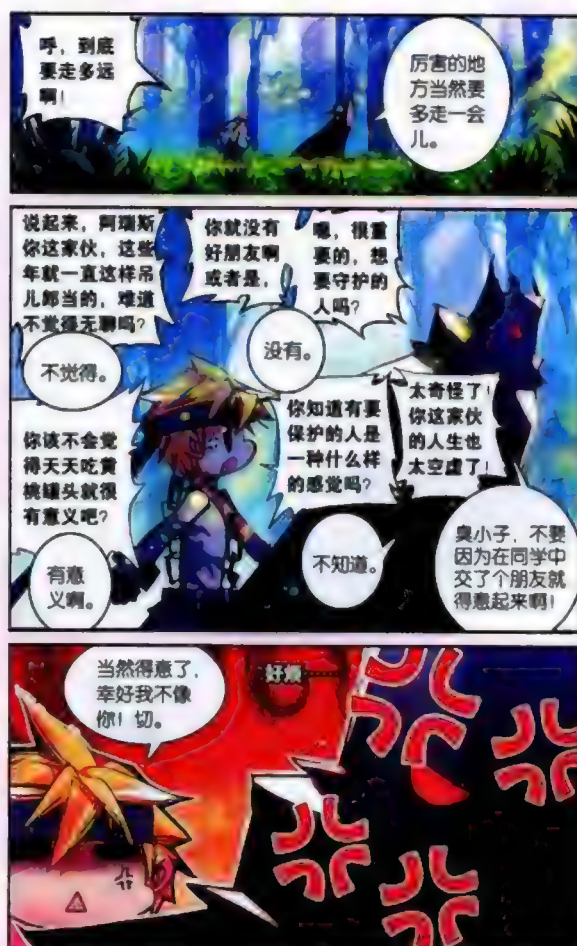 呼，到底
要走多远
啊！
厉害的地
方当然要
多走一会
儿。
说起来，阿瑞斯
你这家伙，这些
年就一直这样吊
儿郎当的，难道
不觉得无聊吗？
不觉得。
你就没有
好朋友啊
或者是，
嗯，很重
要的，想
要守护的
人吗？
没有。
你知道有要
保护的人是
一种什么样
的感觉吗？
不知道。
太奇怪了！
你这家伙
的人生也
太空虚了！
你该不会觉
得天天吃黄
桃罐头就很
有意义吧？
有意
义啊。
臭小子，不要
因为在同学中
交了个朋友就
得意起来啊！
当然得意了，
幸好我不像
你！切。
好烦